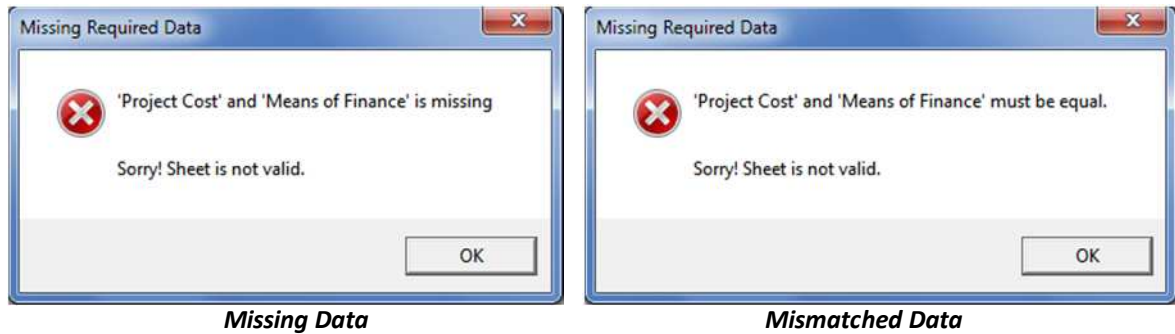 Missing Required Data
'Project Cost' and 'Means of Finance' is missing
Sorry! Sheet is not valid.
OK
Missing Data
Missing Required Data
'Project Cost' and 'Means of Finance' must be equal.
Sorry! Sheet is not valid.
OK
Mismatched Data